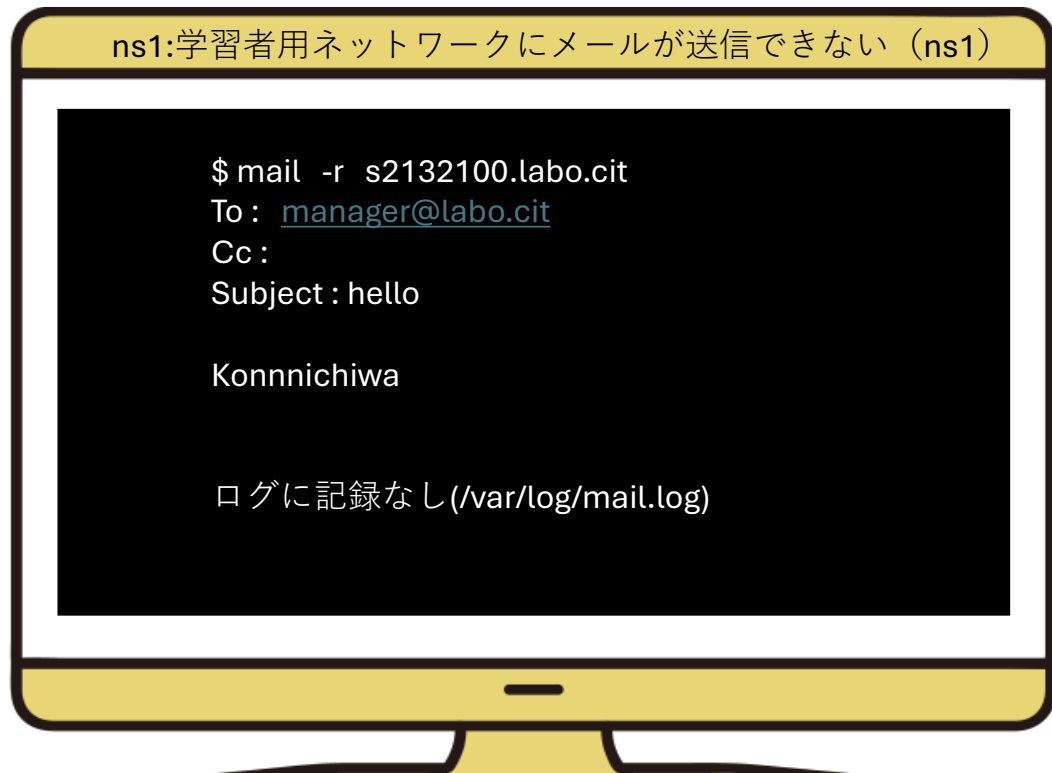 ns1:学習者用ネットワークにメールが送信できない（ns1）
$ mail -r s2132100.labo.cit
To : manager@labo.cit
Cc :
Subject : hello
Konnnichiwa
ログに記録なし(/var/log/mail.log)